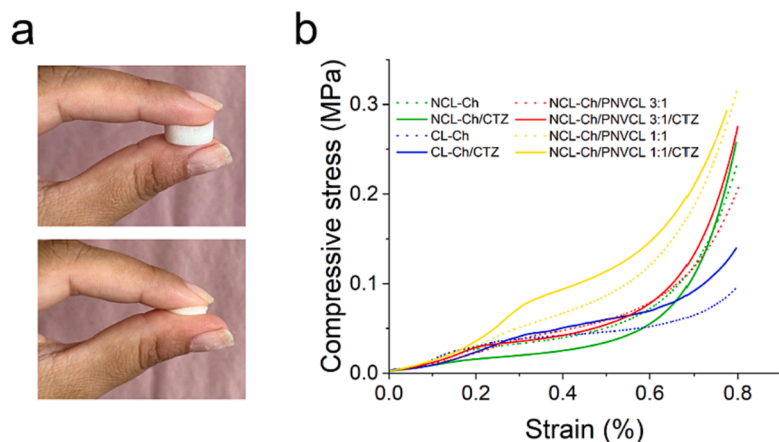 a
b
Compressive stress (MPa)
0.3
0.2
0.1
0.0
NCL-Ch
NCL-Ch/CTZ
CL-Ch
CL-Ch/CTZ
NCL-Ch/PNVCL 3:1
NCL-Ch/PNVCL 3:1/CTZ
NCL-Ch/PNVCL 1:1
NCL-Ch/PNVCL 1:1/CTZ
0.0 0.2 0.4 0.6 0.8
Strain (%)